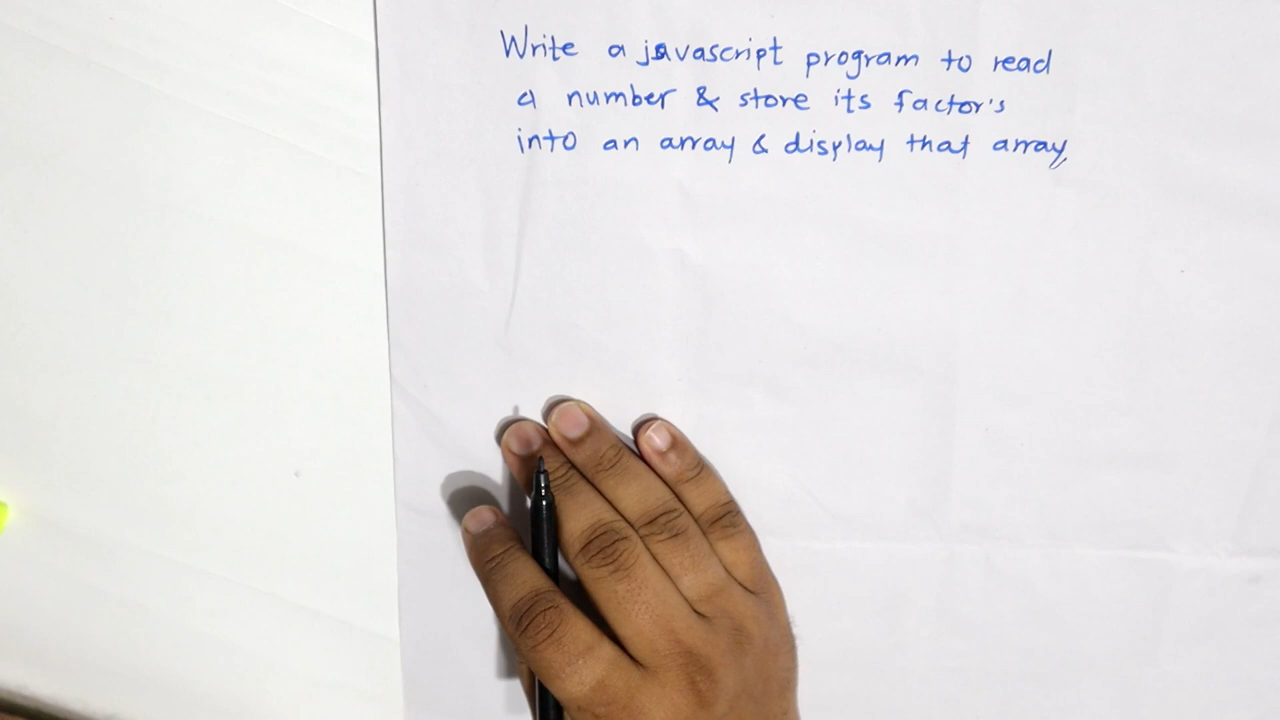 Write a javascript program to read
a number & store its factor's
into an array & display that array